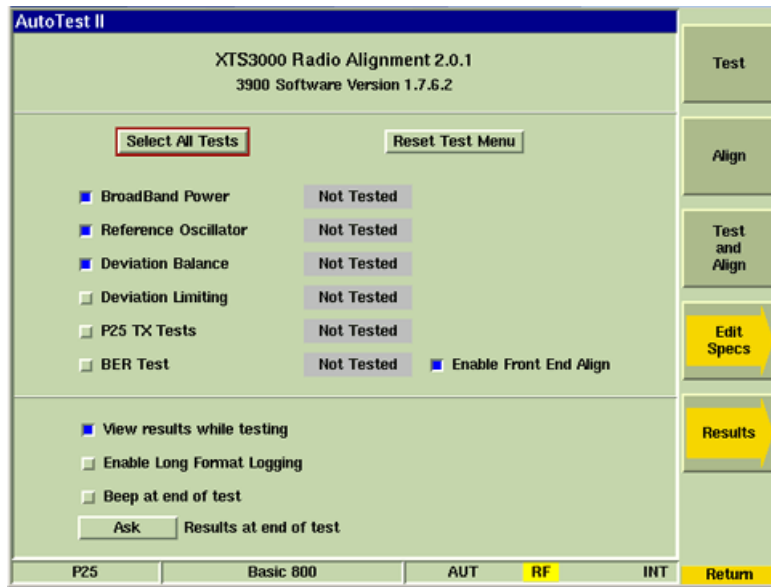 AutoTest II
XTS3000 Radio Alignment 2.0.1
3900 Software Version 1.7.6.2
Select All Tests Reset Test Menu
BroadBand Power Not Tested
Reference Oscillator Not Tested
Deviation Balance Not Tested
Deviation Limiting Not Tested
P25 TX Tests Not Tested
BER Test Not Tested Enable Front End Align
View results while testing
Enable Long Format Logging
Beep at end of test
Ask Results at end of test
P25 Basic 800 AUT RF INT
Test
Align
Test
and
Align
Edit
Specs
Results
Return